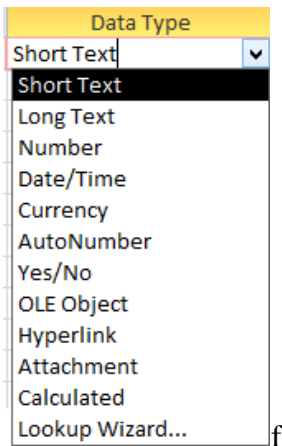 Data Type
Short Text
Short Text
Long Text
Number
Date/Time
Currency
AutoNumber
Yes/No
OLE Object
Hyperlink
Attachment
Calculated
Lookup Wizard...
f